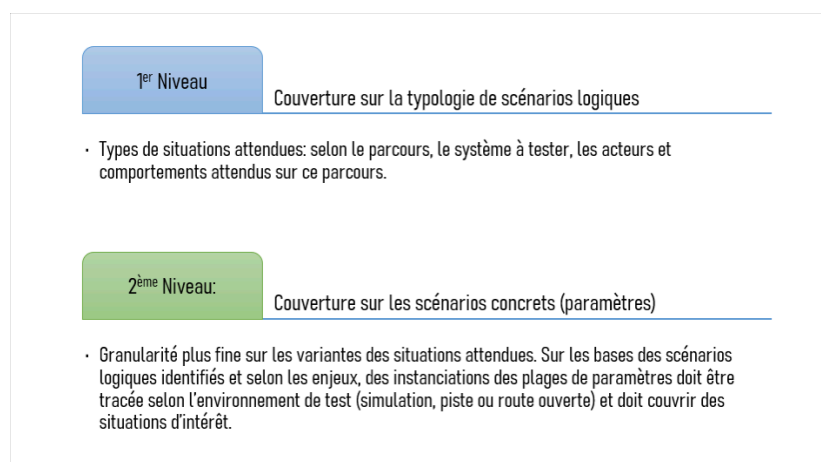 1er Niveau
Couverture sur la typologie de scénarios logiques
· Types de situations attendues: selon le parcours, le système à tester, les acteurs et
comportements attendus sur ce parcours.
2ème Niveau:
Couverture sur les scénarios concrets (paramètres)
· Granularité plus fine sur les variantes des situations attendues. Sur les bases des scénarios
logiques identifiés et selon les enjeux, des instanciations des plages de paramètres doit être
tracée selon l'environnement de test (simulation, piste ou route ouverte) et doit couvrir des
situations d'intérêt.